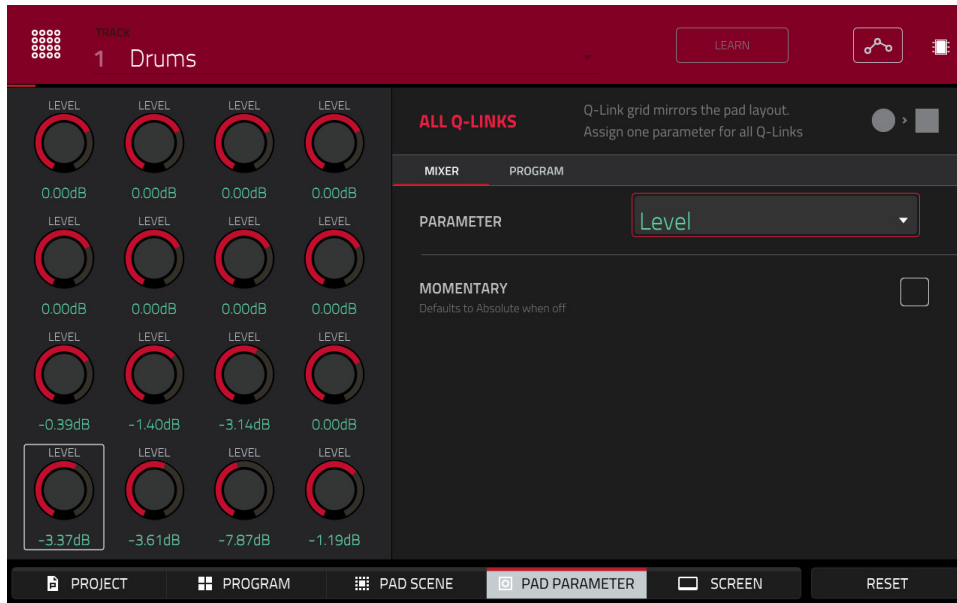 TRACK
1 Drums
LEARN
LEVEL LEVEL LEVEL LEVEL
0.00dB 0.00dB 0.00dB 0.00dB
LEVEL LEVEL LEVEL LEVEL
0.00dB 0.00dB 0.00dB 0.00dB
LEVEL LEVEL LEVEL LEVEL
-0.39dB -1.40dB -3.14dB 0.00dB
LEVEL LEVEL LEVEL LEVEL
-3.37dB -3.61dB -7.87dB -1.19dB
ALL Q-LINKS
Q-Link grid mirrors the pad layout.
Assign one parameter for all Q-Links
MIXER PROGRAM
PARAMETER Level
MOMENTARY
Defaults to Absolute when off
PROJECT PROGRAM PAD SCENE PAD PARAMETER SCREEN RESET